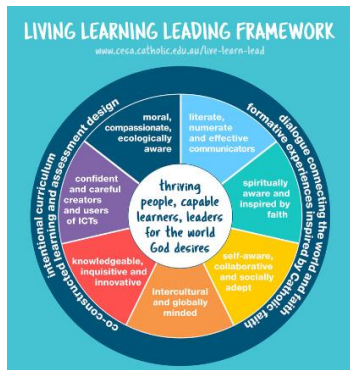 LIVING LEARNING LEADING FRAMEWORK
www.cesa.catholic.edu.au/live-learn-lead
intentional curriculum
co-constructed learning and assessment design
dialogue connecting the world and faith
formative experiences inspired by Catholic faith
moral,
compassionate,
ecologically
aware
literate,
numerate
and effective
communicators
confident
and careful
creators
and users
of ICTs
spiritually
aware and
inspired by
faith
thriving
people, capable
learners, leaders
for the world
God desires
knowledgeable,
inquisitive and
innovative
self-aware,
collaborative
and socially
adept
Intercultural
and globally
minded